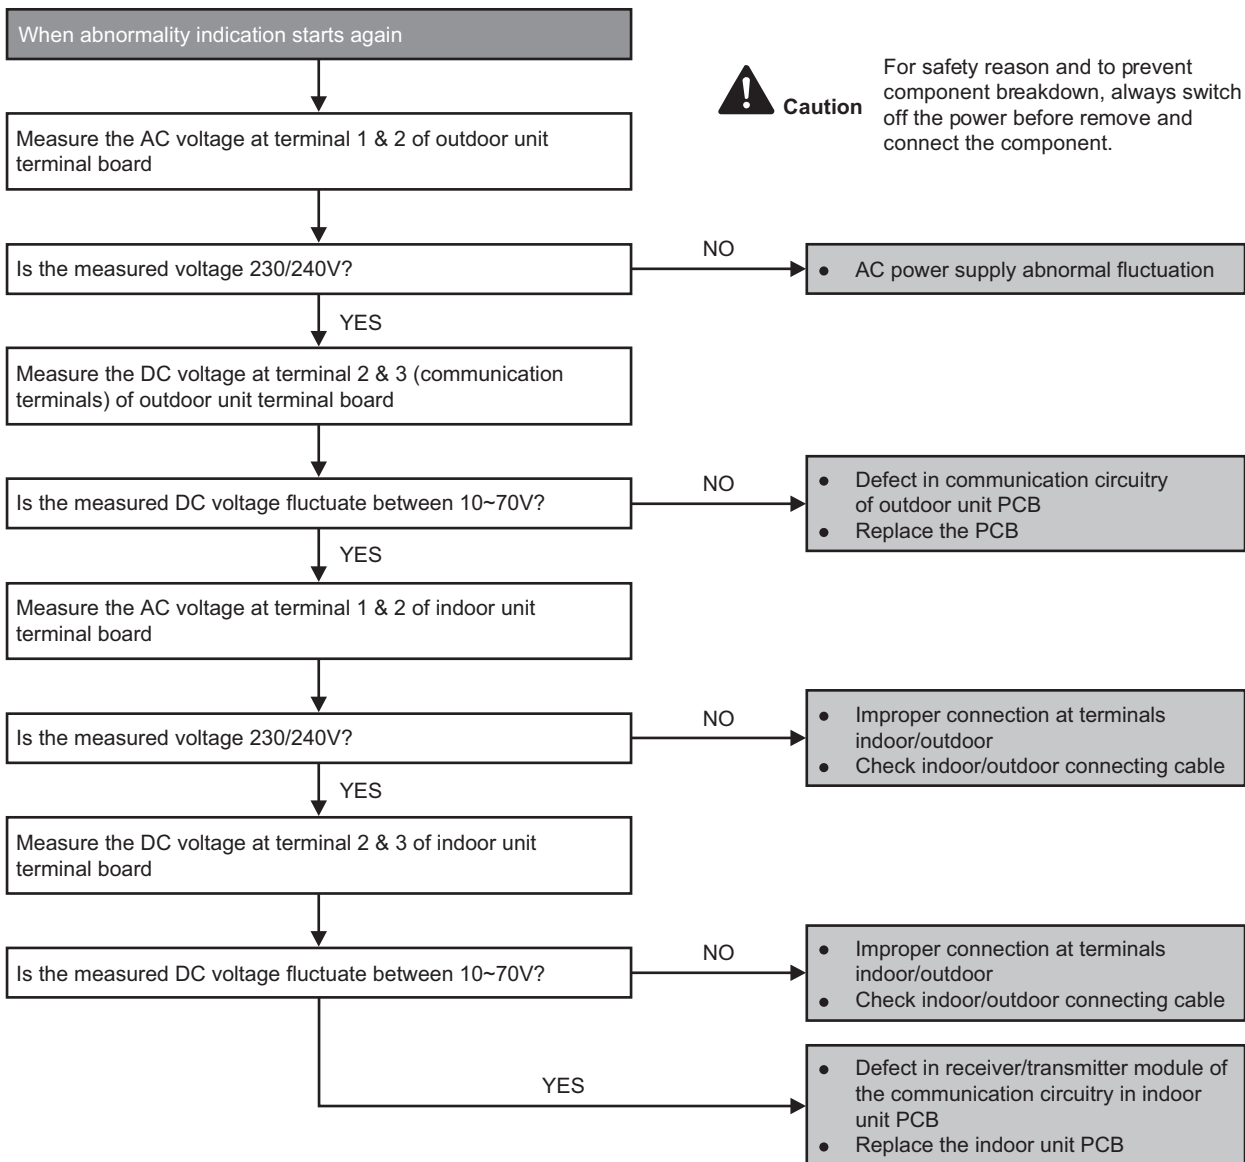 When abnormality indication starts again
Caution
For safety reason and to prevent
component breakdown, always switch
off the power before remove and
connect the component.
Measure the AC voltage at terminal 1 & 2 of outdoor unit
terminal board
Is the measured voltage 230/240V?
NO
● AC power supply abnormal fluctuation
YES
Measure the DC voltage at terminal 2 & 3 (communication
terminals) of outdoor unit terminal board
Is the measured DC voltage fluctuate between 10~70V?
NO
● Defect in communication circuitry
of outdoor unit PCB
● Replace the PCB
YES
Measure the AC voltage at terminal 1 & 2 of indoor unit
terminal board
Is the measured voltage 230/240V?
NO
● Improper connection at terminals
indoor/outdoor
● Check indoor/outdoor connecting cable
YES
Measure the DC voltage at terminal 2 & 3 of indoor unit
terminal board
Is the measured DC voltage fluctuate between 10~70V?
NO
● Improper connection at terminals
indoor/outdoor
● Check indoor/outdoor connecting cable
YES
● Defect in receiver/transmitter module of
the communication circuitry in indoor
unit PCB
● Replace the indoor unit PCB